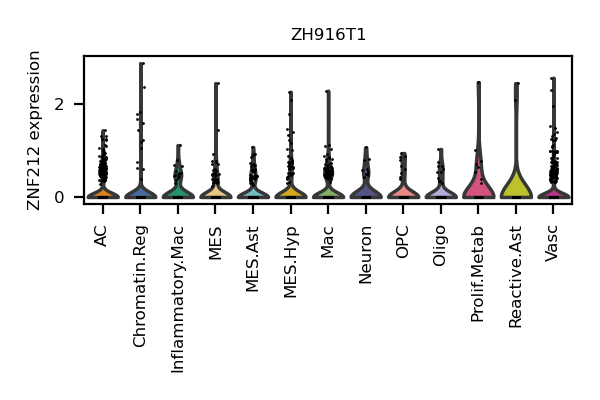 ZH916T1
ZNF212 expression
2
0
AC
Chromatin.Reg
Inflammatory.Mac
MES
MES.Ast
MES.Hyp
Mac
Neuron
OPC
Oligo
Prolif.Metab
Reactive.Ast
Vasc